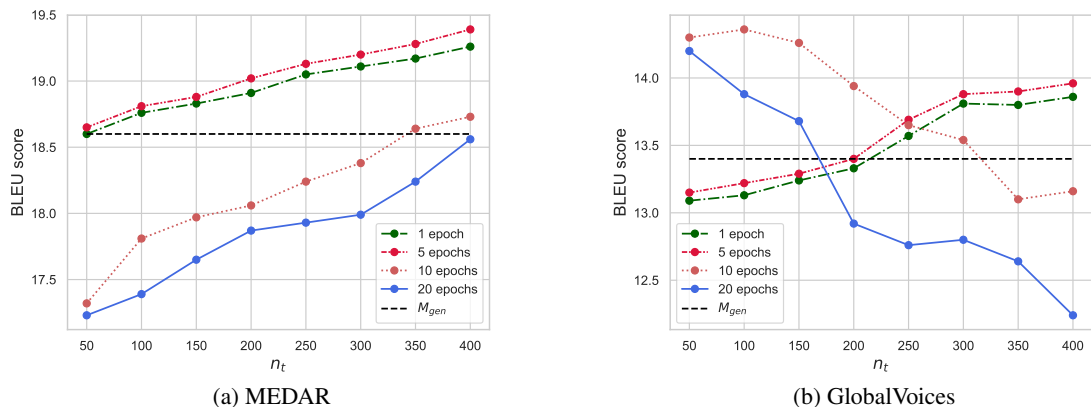 19.5
19.0
18.5
18.0
17.5
BLEU score
50 100 150 200 250 300 350 400
n_t
1 epoch
5 epochs
10 epochs
20 epochs
M_gen
(a) MEDAR
14.0
13.5
13.0
12.5
BLEU score
50 100 150 200 250 300 350 400
n_t
1 epoch
5 epochs
10 epochs
20 epochs
M_gen
(b) GlobalVoices